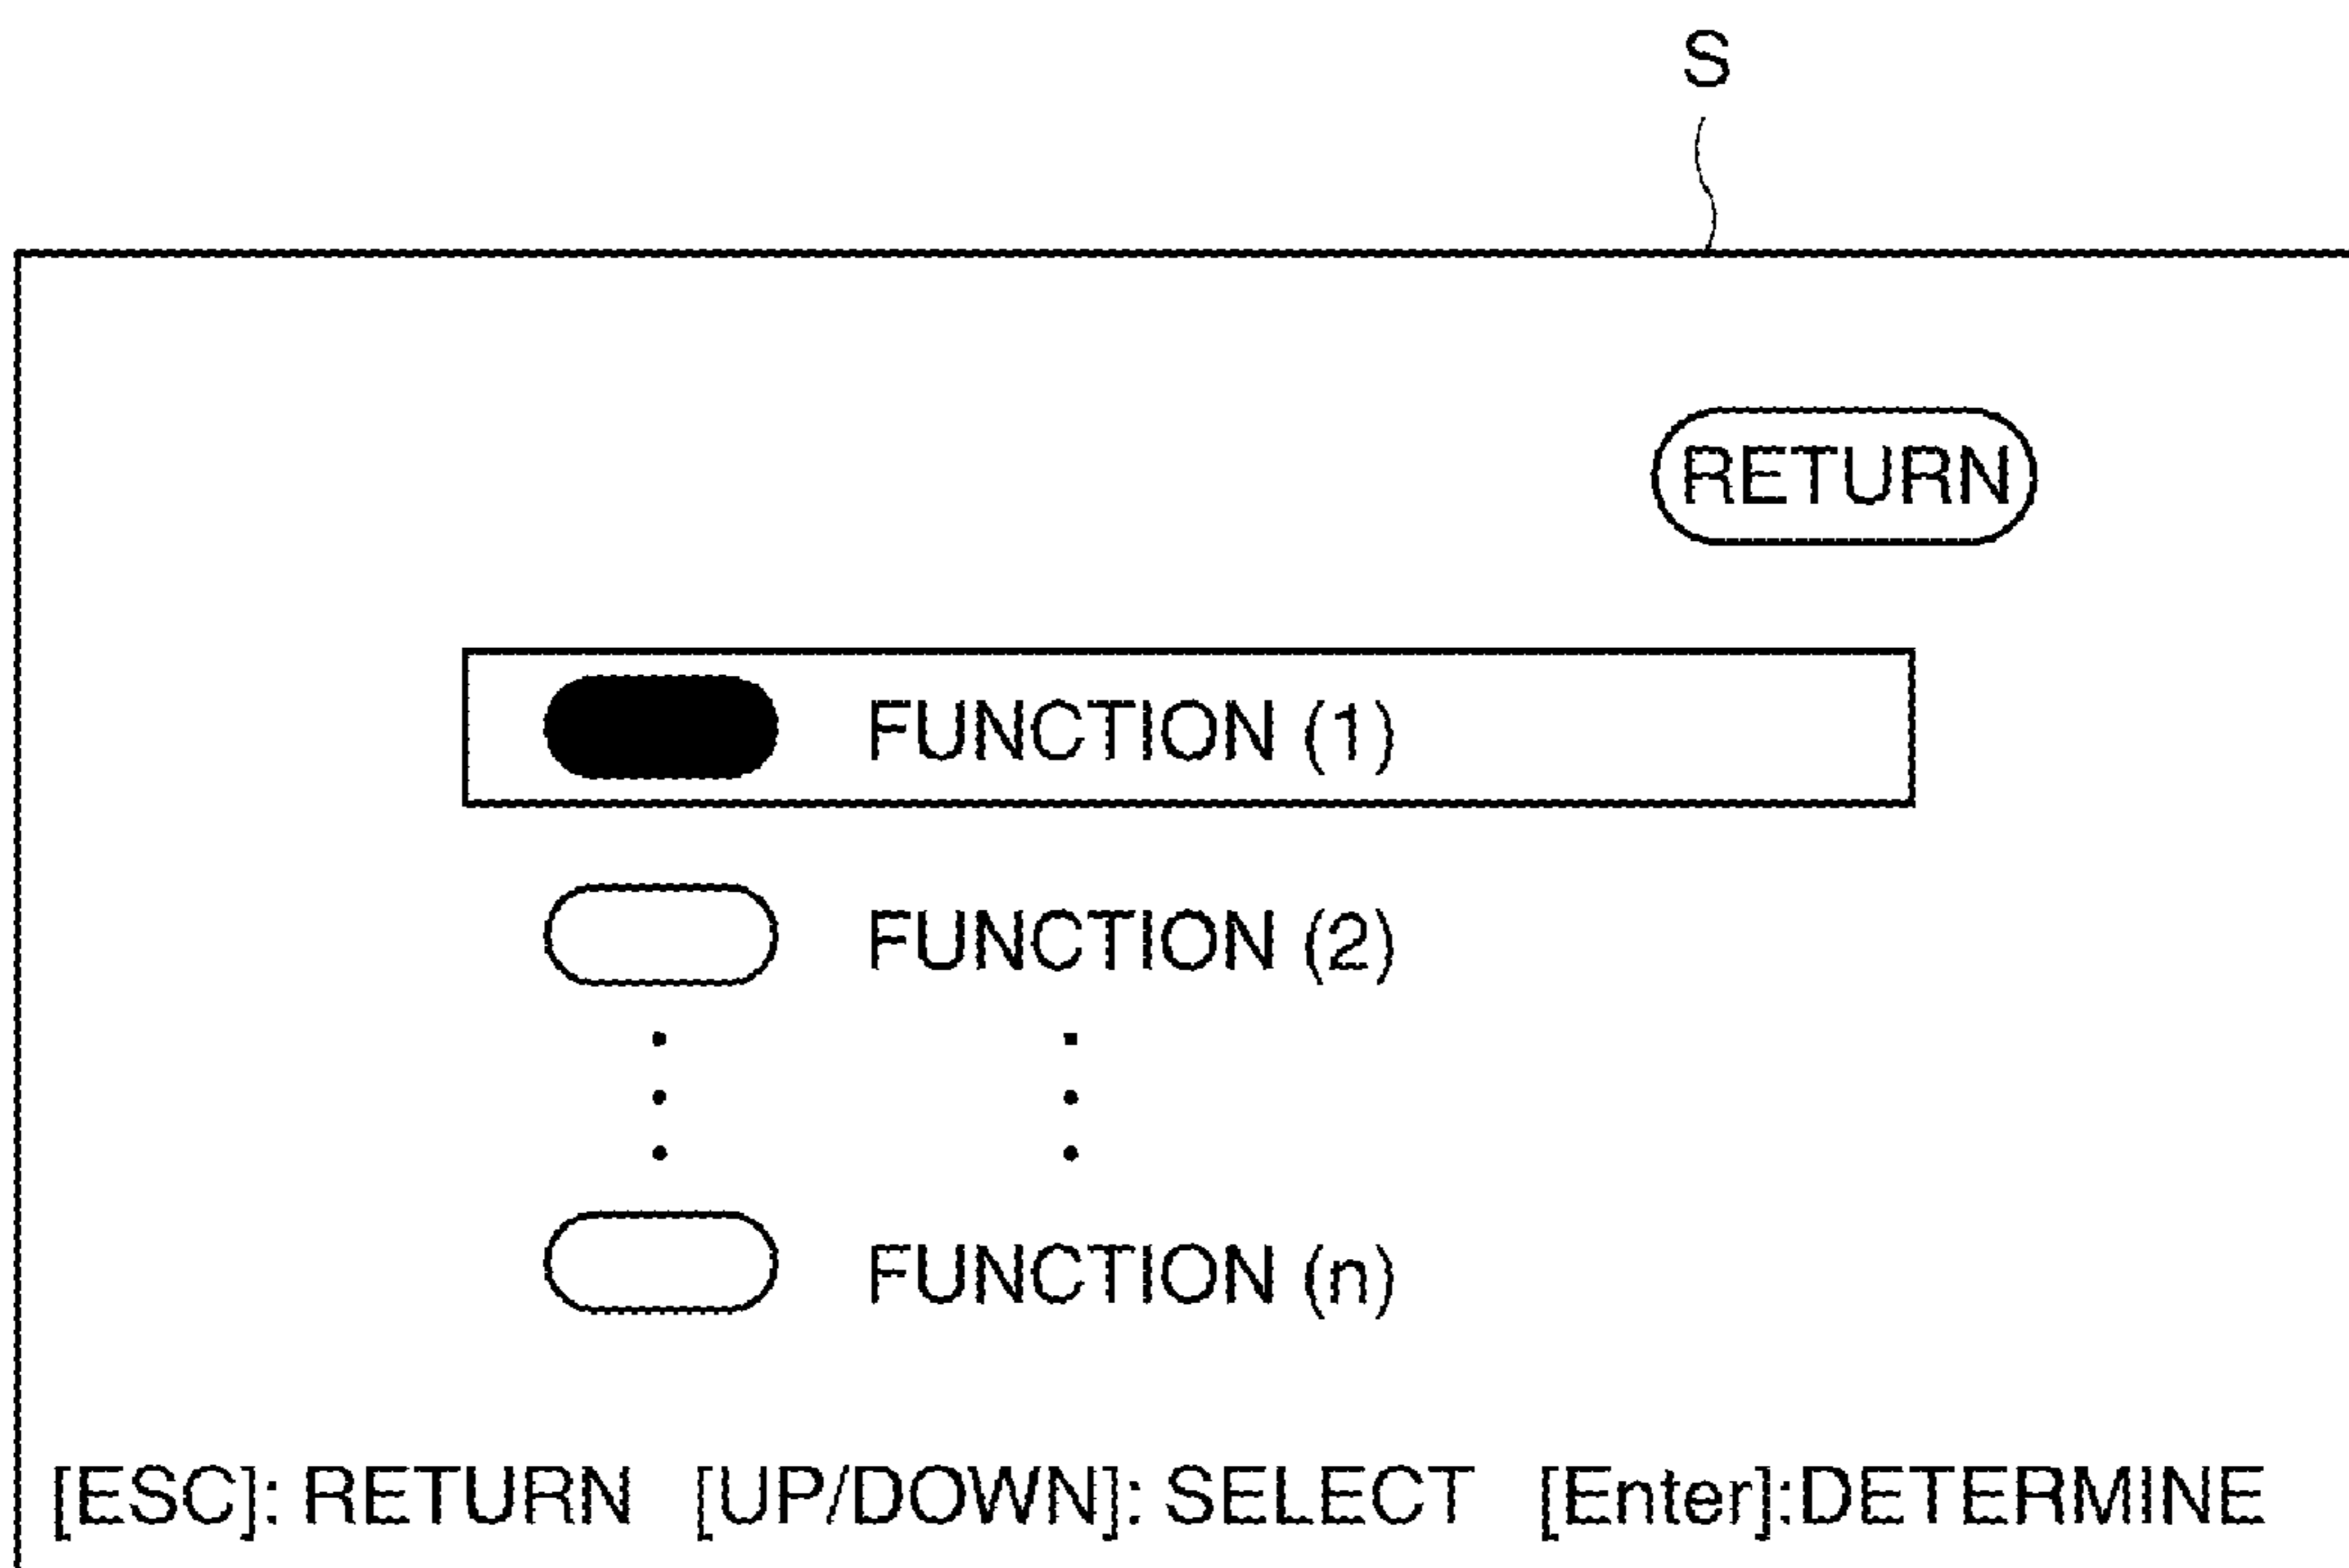 S
RETURN
FUNCTION (1)
FUNCTION (2)
FUNCTION (n)
[ESC]: RETURN [UP/DOWN]: SELECT [Enter]:DETERMINE